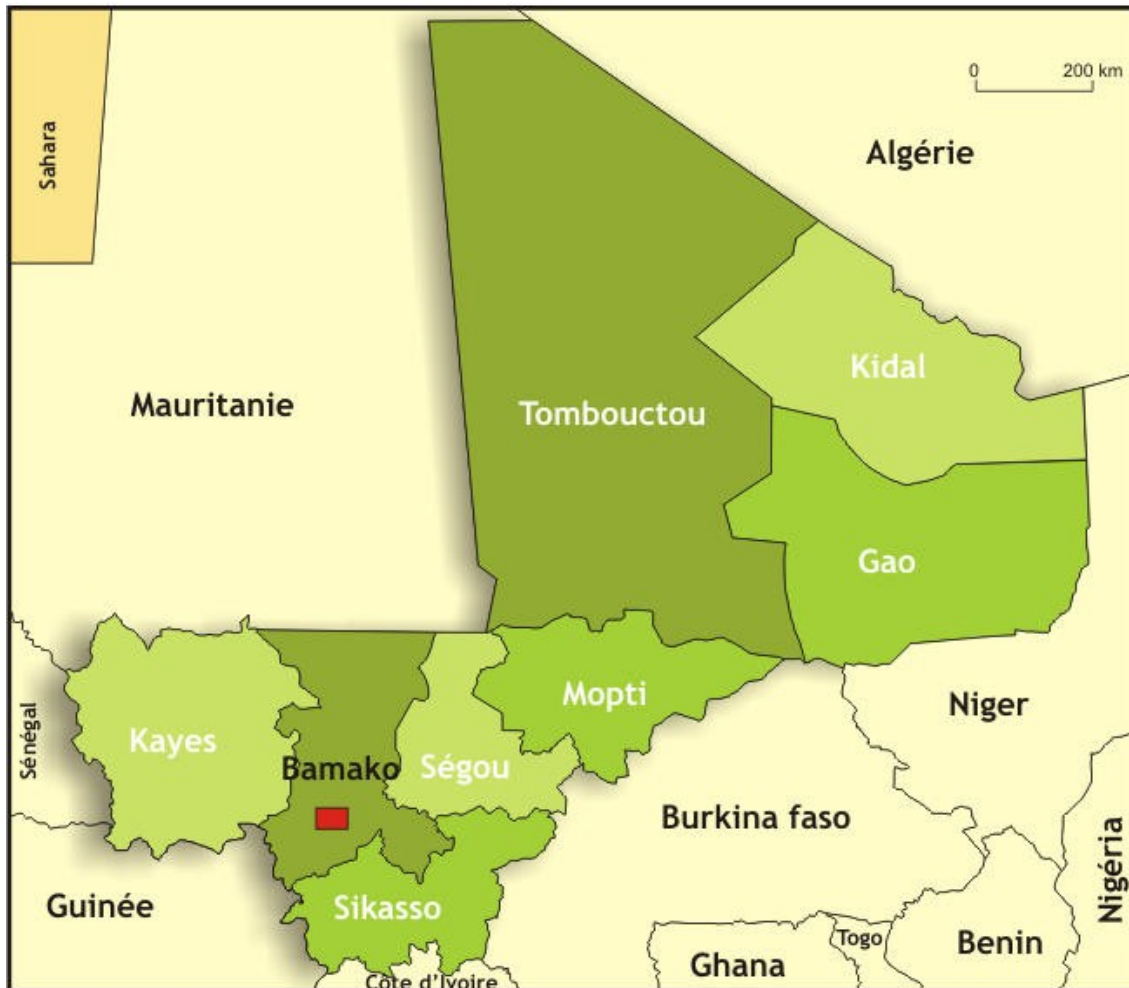 0 200 km
Sahara
Algérie
Kidal
Mauritanie
Tombouctou
Gao
Mopti
Niger
Sénégal
Kayes
Bamako
Ségou
Burkina faso
Nigéria
Guinée
Sikasso
Togo
Benin
Ghana
Côte d'Ivoire